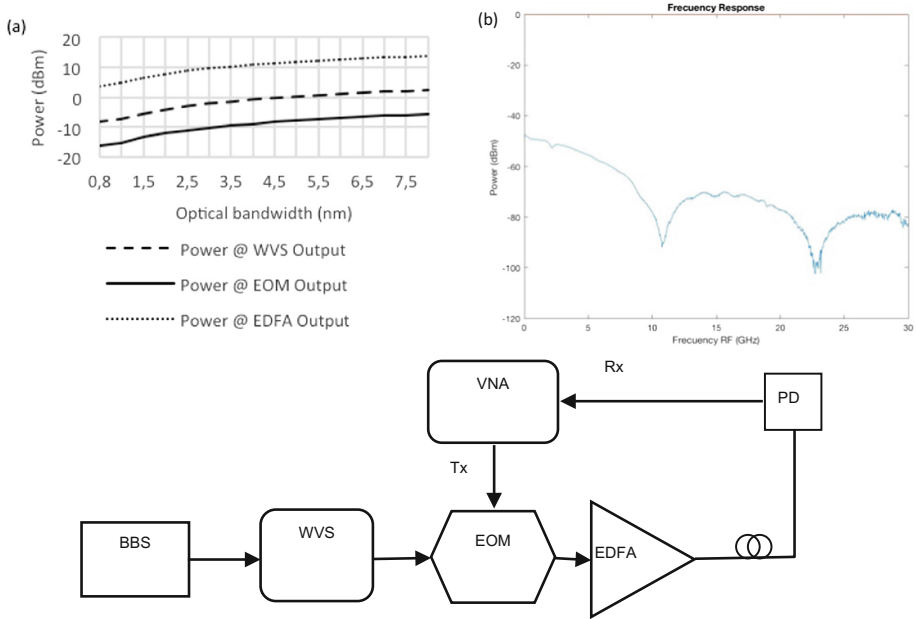 (a)
20
10
0
-10
-20
Power (dBm)
0,8 1,5 2,5 3,5 4,5 5,5 6,5 7,5
Optical bandwidth (nm)
Power @ WVS Output
Power @ EOM Output
Power @ EDFA Output
(b)
Frecuency Response
0
-20
-40
-60
-80
-100
-120
Power (dBm)
0 5 10 15 20 25 30
Frecuency RF (GHz)
VNA
Rx
PD
Tx
BBS
WVS
EOM
EDFA